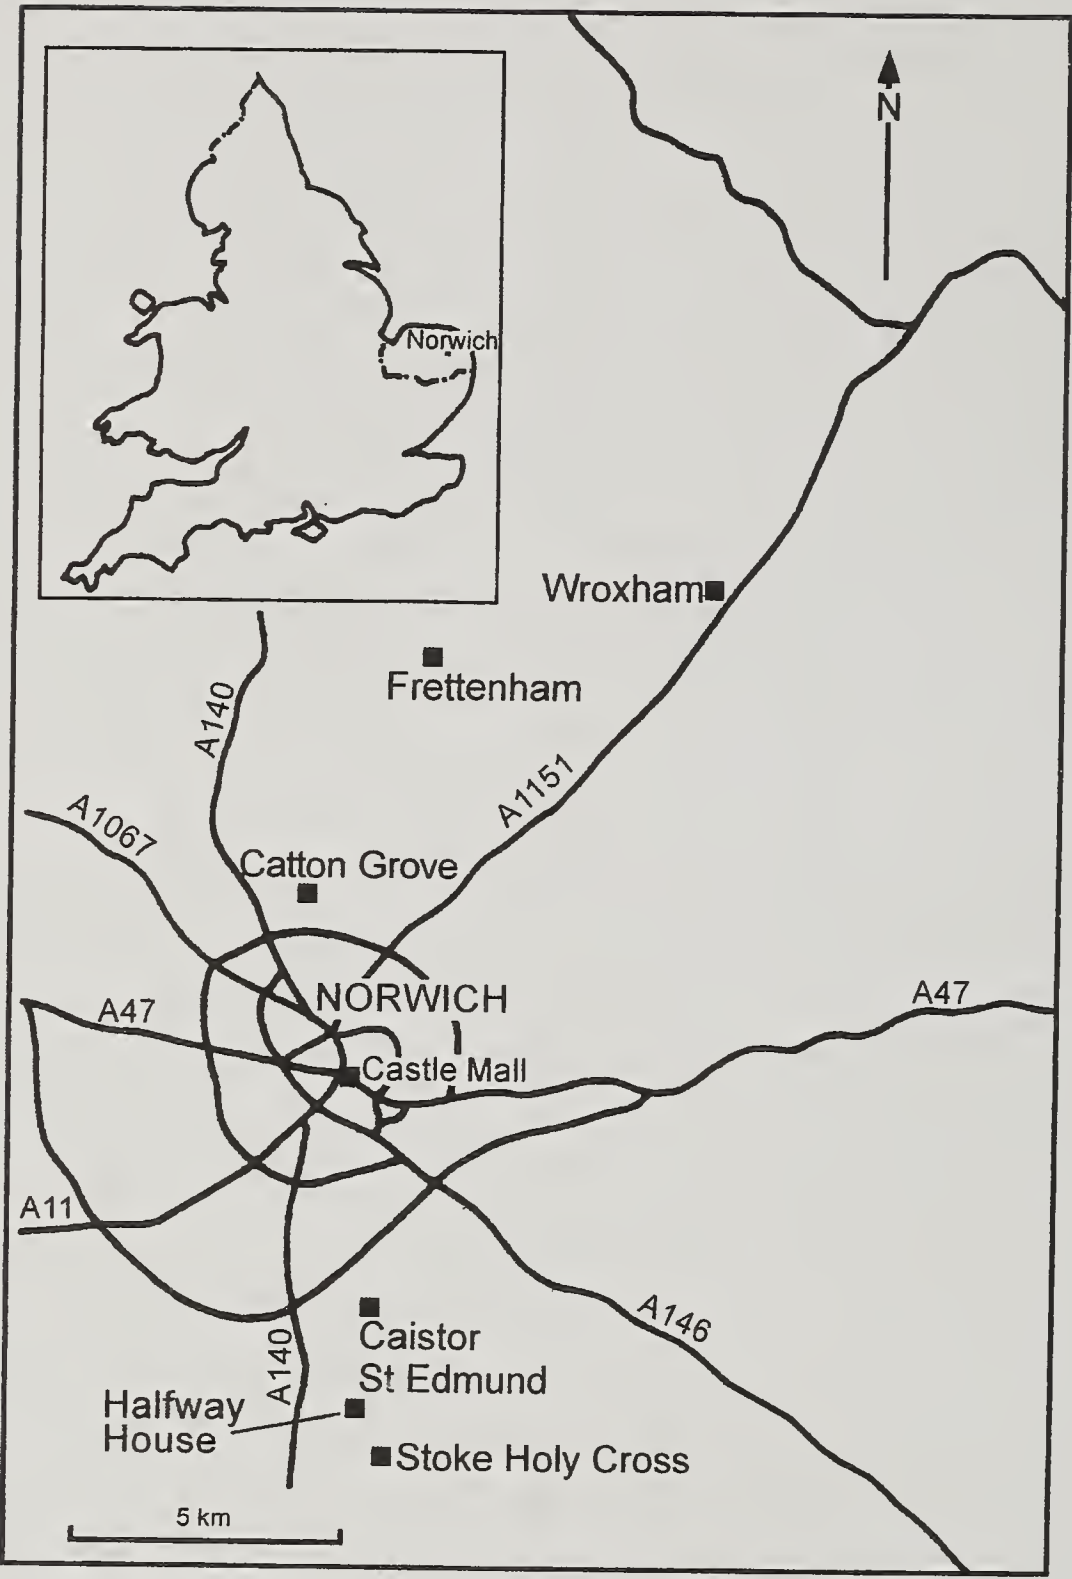 N
Norwich
Wroxham
Frettenham
A140
A1151
A1067
Catton Grove
NORWICH
A47
A47
Castle Mall
A11
A146
Caistor
St Edmund
A140
Halfway
House
Stoke Holy Cross
5 km